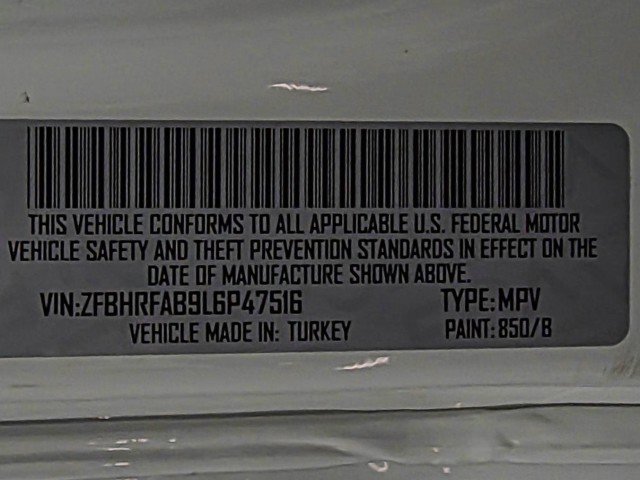 THIS VEHICLE CONFORMS TO ALL APPLICABLE U.S. FEDERAL MOTOR
VEHICLE SAFETY AND THEFT PREVENTION STANDARDS IN EFFECT ON THE
DATE OF MANUFACTURE SHOWN ABOVE.
VIN:ZFBHRFAB9L6P47516 TYPE:MPV
VEHICLE MADE IN: TURKEY PAINT:850/B